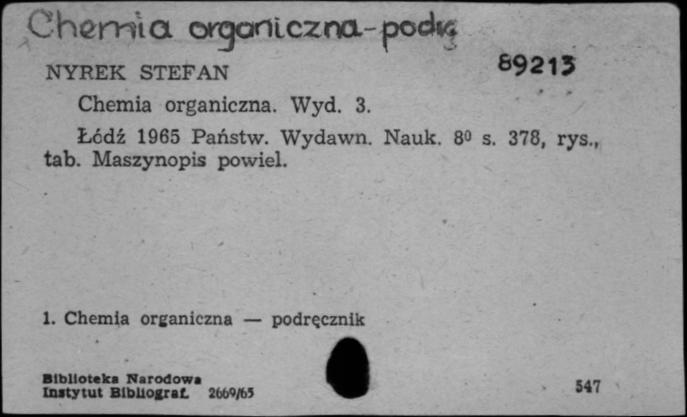 Chemia organiczna - podr.
89213
NYREK STEFAN
Chemia organiczna. Wyd. 3.
Łódź 1965 Państw. Wydawn. Nauk. 8⁰ s. 378, rys.,
tab. Maszynopis powiel.
1. Chemia organiczna — podręcznik
Biblioteka Narodowa
Instytut Bibliograf. 2669/65
547